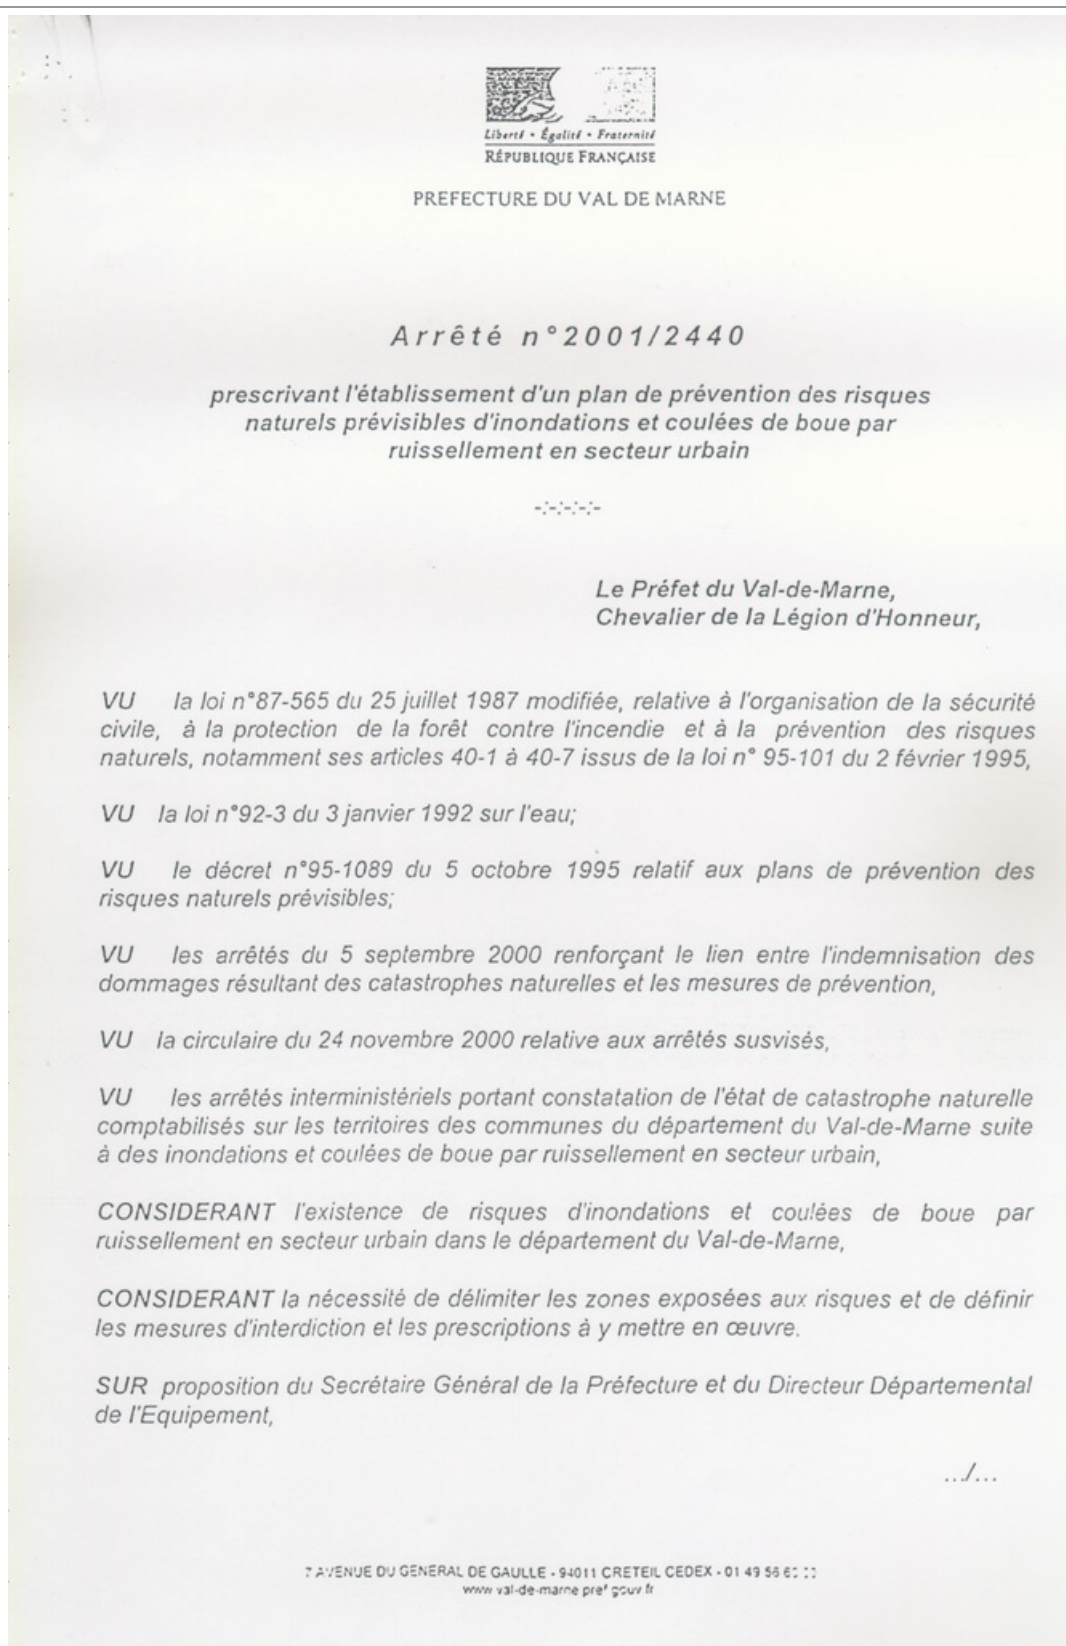 Liberté • Égalité • Fraternité
RÉPUBLIQUE FRANÇAISE
PREFECTURE DU VAL DE MARNE
Arrêté n°2001/2440
prescrivant l'établissement d'un plan de prévention des risques
naturels prévisibles d'inondations et coulées de boue par
ruissellement en secteur urbain
-:-:-:-:-
Le Préfet du Val-de-Marne,
Chevalier de la Légion d'Honneur,
VU la loi n°87-565 du 25 juillet 1987 modifiée, relative à l'organisation de la sécurité
civile, à la protection de la forêt contre l'incendie et à la prévention des risques
naturels, notamment ses articles 40-1 à 40-7 issus de la loi n° 95-101 du 2 février 1995,
VU la loi n°92-3 du 3 janvier 1992 sur l'eau;
VU le décret n°95-1089 du 5 octobre 1995 relatif aux plans de prévention des
risques naturels prévisibles;
VU les arrêtés du 5 septembre 2000 renforçant le lien entre l'indemnisation des
dommages résultant des catastrophes naturelles et les mesures de prévention,
VU la circulaire du 24 novembre 2000 relative aux arrêtés susvisés,
VU les arrêtés interministériels portant constatation de l'état de catastrophe naturelle
comptabilisés sur les territoires des communes du département du Val-de-Marne suite
à des inondations et coulées de boue par ruissellement en secteur urbain,
CONSIDERANT l'existence de risques d'inondations et coulées de boue par
ruissellement en secteur urbain dans le département du Val-de-Marne,
CONSIDERANT la nécessité de délimiter les zones exposées aux risques et de définir
les mesures d'interdiction et les prescriptions à y mettre en œuvre.
SUR proposition du Secrétaire Général de la Préfecture et du Directeur Départemental
de l'Equipement,
.../...
7 AVENUE DU GENERAL DE GAULLE - 94011 CRETEIL CEDEX - 01 49 56
www.val-de-marne.pref.gouv.fr